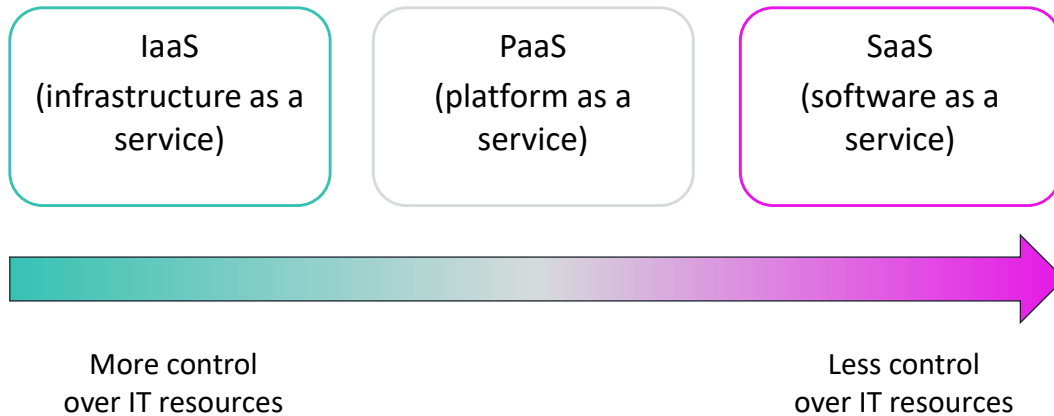 IaaS
(infrastructure as a
service)
PaaS
(platform as a
service)
SaaS
(software as a
service)
More control
over IT resources
Less control
over IT resources